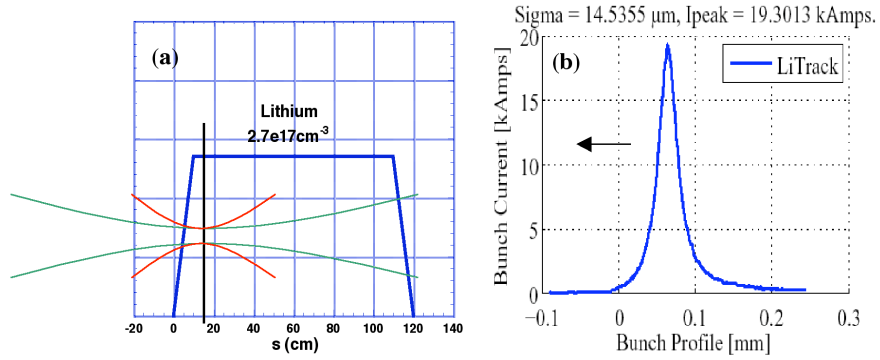 (a)
Lithium
2.7e17cm-3
-20 0 20 40 60 80 100 120 140
s (cm)
Sigma = 14.5355 µm, Ipeak = 19.3013 kAmps.
(b)
LiTrack
Bunch Current [kAmps]
20
15
10
5
0
-0.1 0 0.1 0.2 0.3
Bunch Profile [mm]